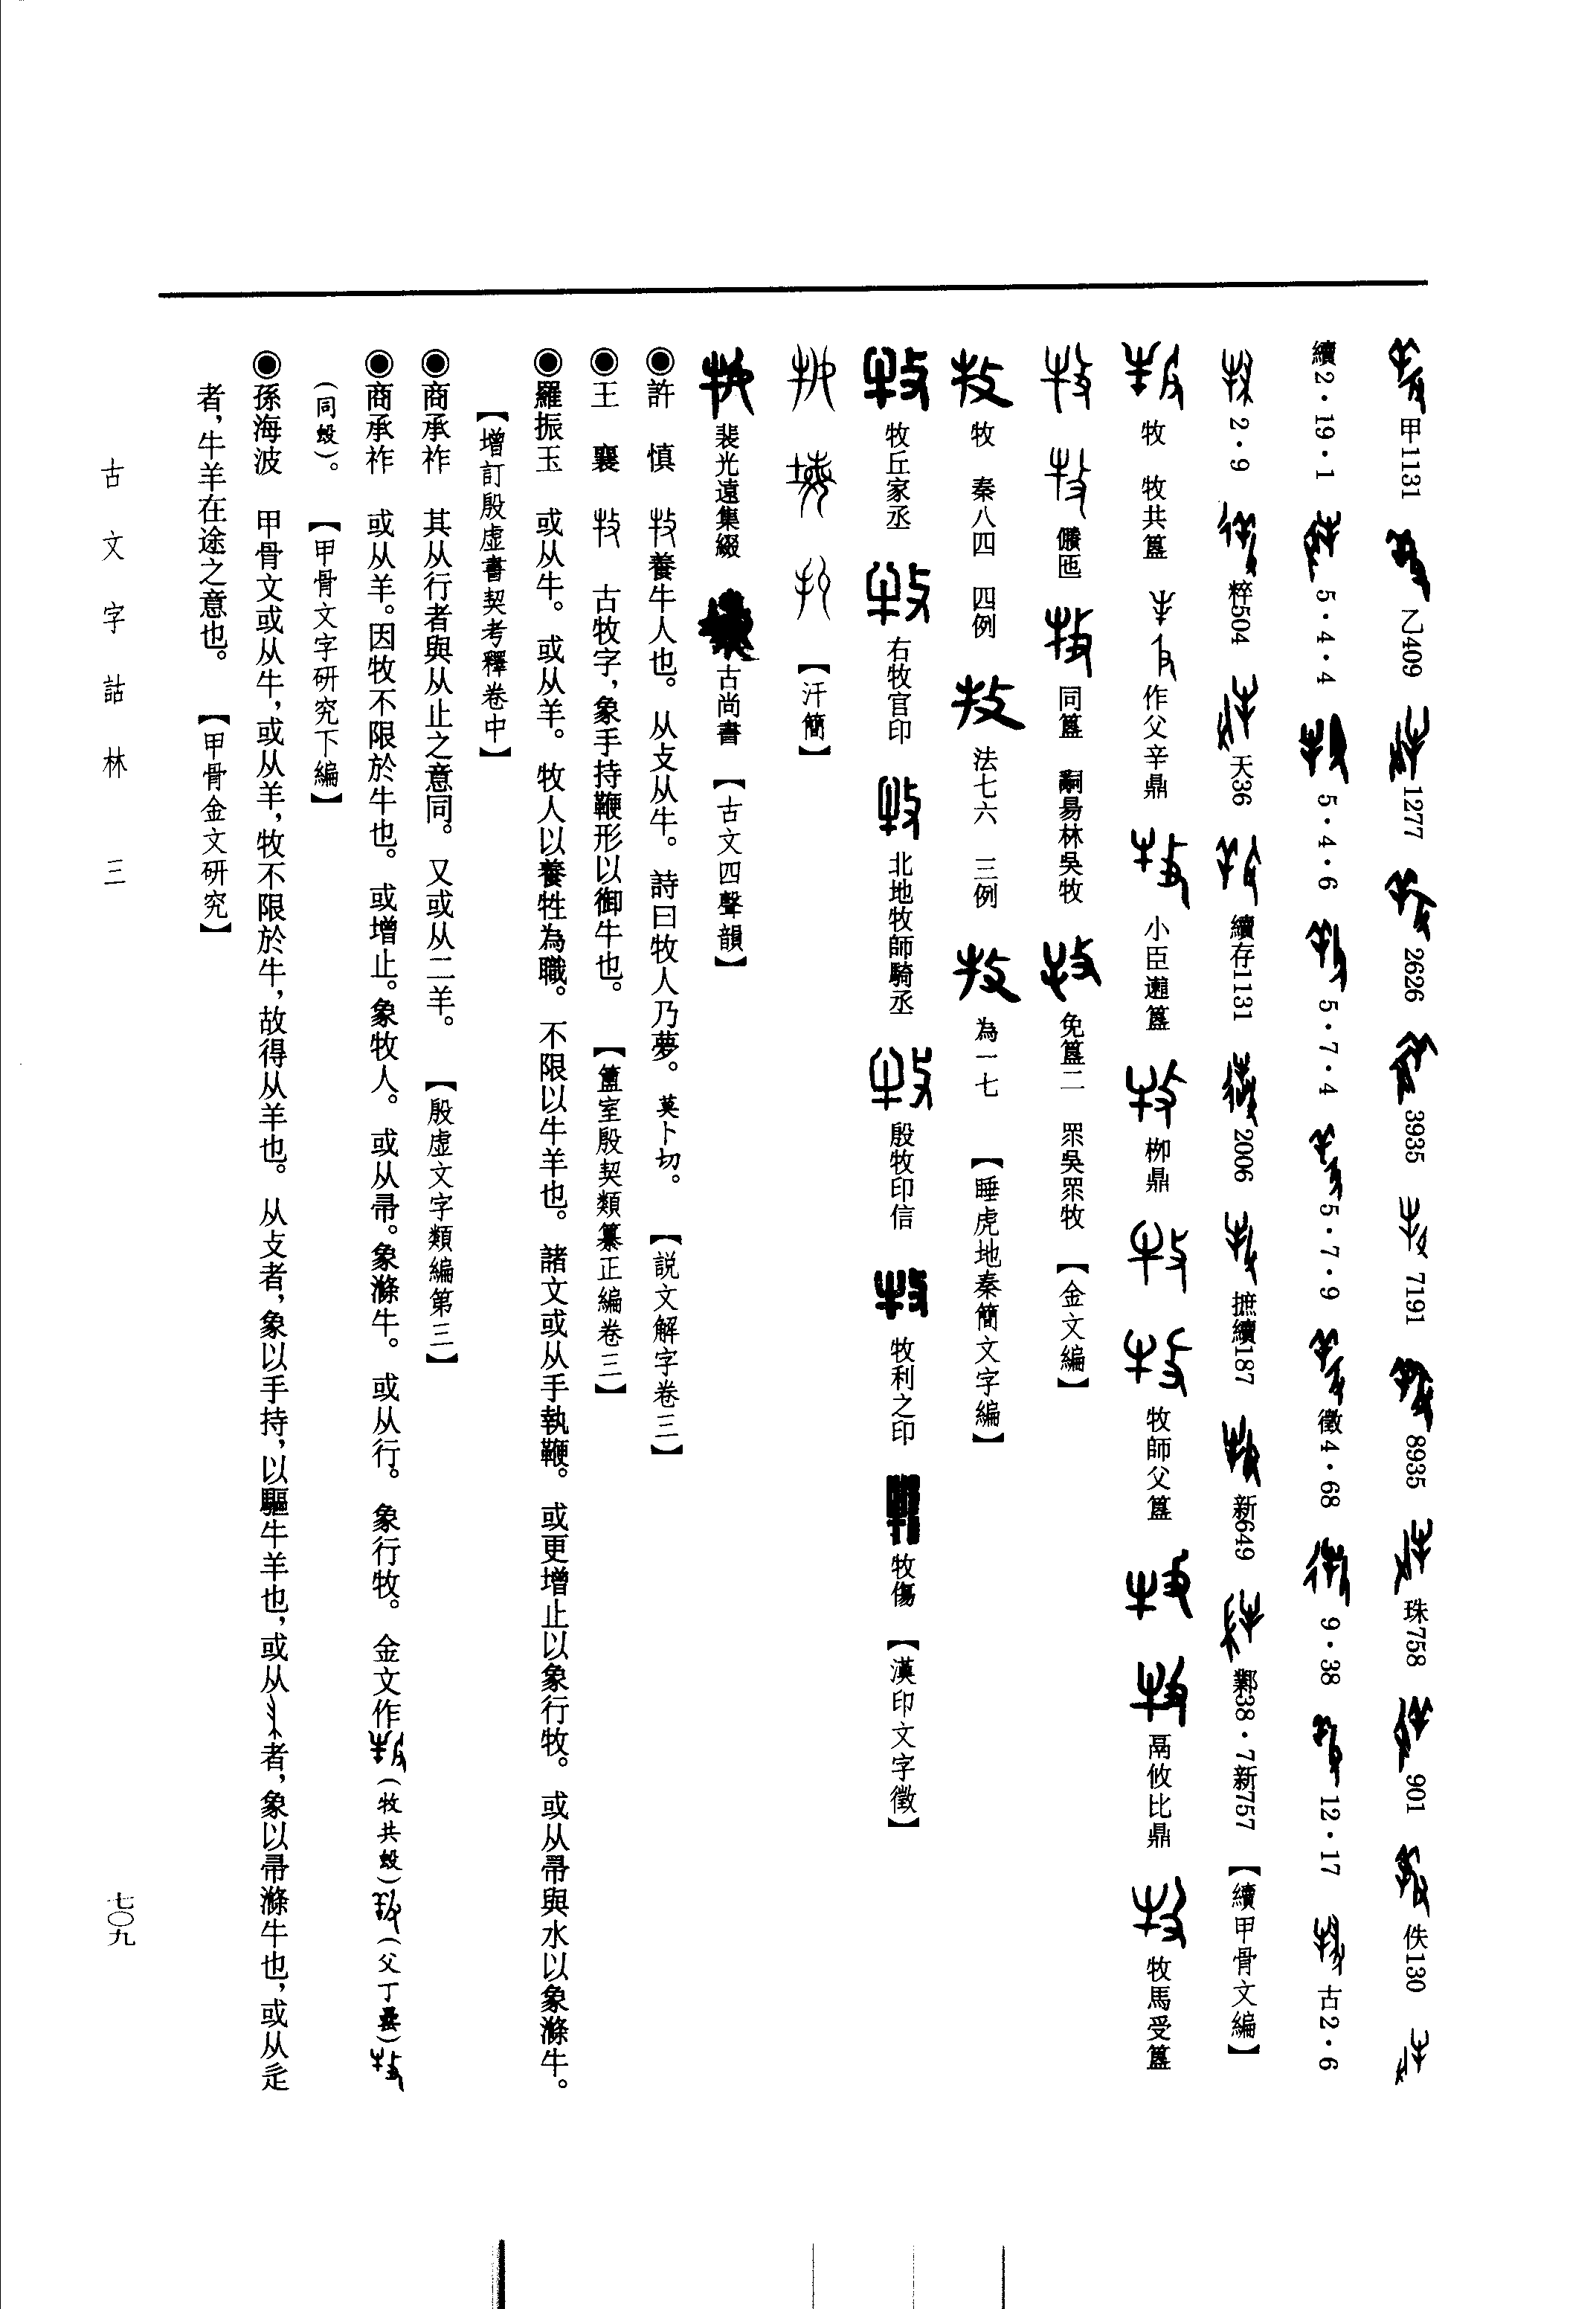 甲1131 乙409 1277 2626 3935 7191 8935 珠758 901 佚130
續2·19·1 5·4·4 5·4·6 5·7·4 5·7·9 徵4·68 9·38 12·17 古2·6
2·9 粹504 天36 續存1131 2006 摭續187 新649 鄴38·7 新757 【續甲骨文編】
牧 牧共簋 作父辛鼎 小臣逋簋 柳鼎 牧師父簋 鬲攸比鼎 牧馬受簋
儥匜 同簋 嗣易林吳牧 免簋二 眔吳眔牧 【金文編】
牧 秦八四 四例 法七六 三例 為一七 【睡虎地秦簡文字編】
牧丘家丞 右牧官印 北地牧師騎丞 殷牧印信 牧利之印 牧傷 【漢印文字徵】
【汗簡】
裴光遠集綴 古尚書 【古文四聲韻】
◉許 慎 牧養牛人也。从攴从牛。詩曰牧人乃夢。莫卜切。 【説文解字卷三】
◉王 襄 古牧字，象手持鞭形以御牛也。 【簠室殷契類纂正編卷三】
◉羅振玉 或从牛。或从羊。牧人以養牲為職。不限以牛羊也。諸文或从手執鞭。或更增止以象行牧。或从帚與水以象滌牛。
【增訂殷虛書契考釋卷中】
◉商承祚 其从行者與从止之意同。又或从二羊。 【殷虛文字類編第三】
◉商承祚 或从羊。因牧不限於牛也。或增止。象牧人。或从帚。象滌牛。或从行。象行牧。金文作（牧共𣪘）（父丁罍）
（同𣪘）。 【甲骨文字研究下編】
◉孫海波 甲骨文或从牛，或从羊，牧不限於牛，故得从羊也。从攴者，象以手持，以驅牛羊也，或从者，象以帚滌牛也，或从辵
者，牛羊在途之意也。 【甲骨金文研究】
古文字詁林 三
七〇九